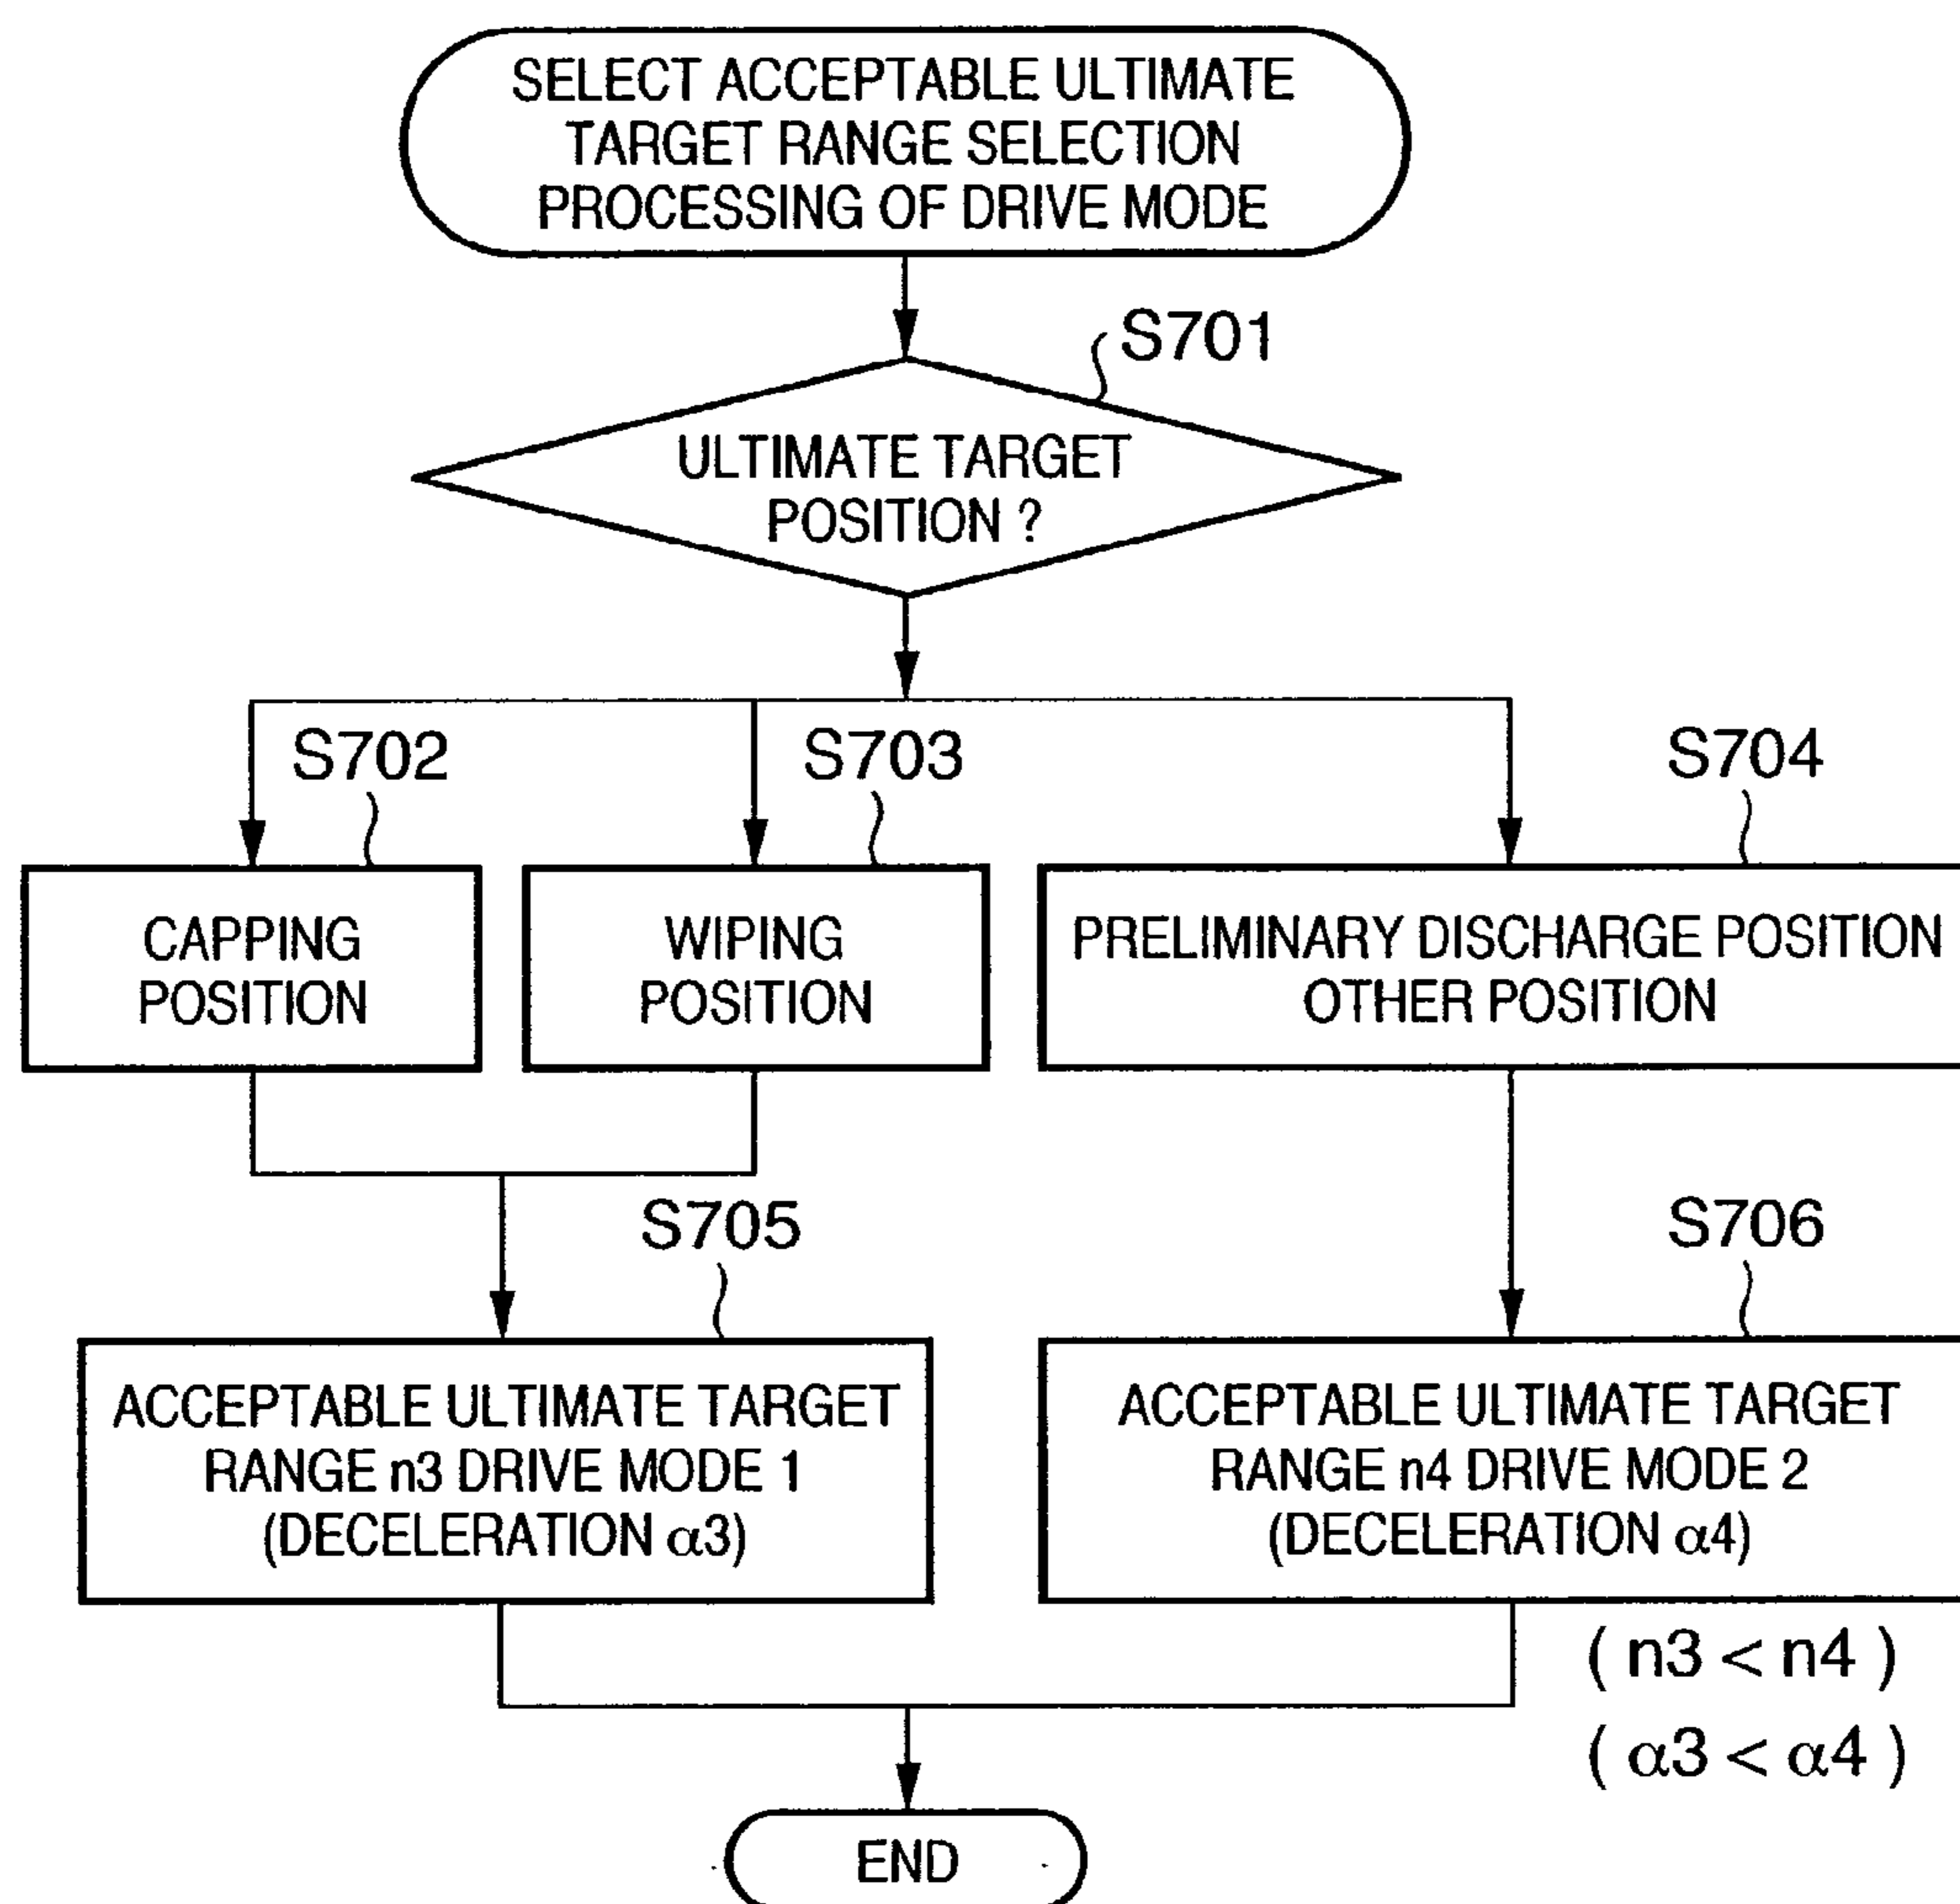 SELECT ACCEPTABLE ULTIMATE
TARGET RANGE SELECTION
PROCESSING OF DRIVE MODE
S701
ULTIMATE TARGET
POSITION ?
S702
S703
S704
CAPPING
POSITION
WIPING
POSITION
PRELIMINARY DISCHARGE POSITION
OTHER POSITION
S705
S706
ACCEPTABLE ULTIMATE TARGET
RANGE n3 DRIVE MODE 1
(DECELERATION α3)
ACCEPTABLE ULTIMATE TARGET
RANGE n4 DRIVE MODE 2
(DECELERATION α4)
( n3 < n4 )
( α3 < α4 )
END